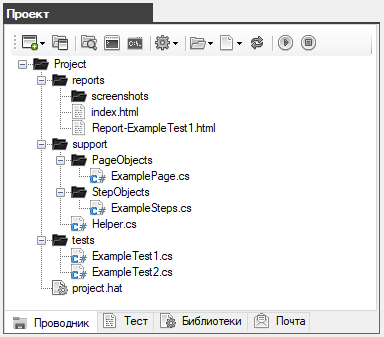 Проект
C:\.
Project
reports
screenshots
index.html
Report-ExampleTest1.html
support
PageObjects
ExamplePage.cs
StepObjects
ExampleSteps.cs
Helper.cs
tests
ExampleTest1.cs
ExampleTest2.cs
project.hat
Проводник Тест Библиотеки Почта